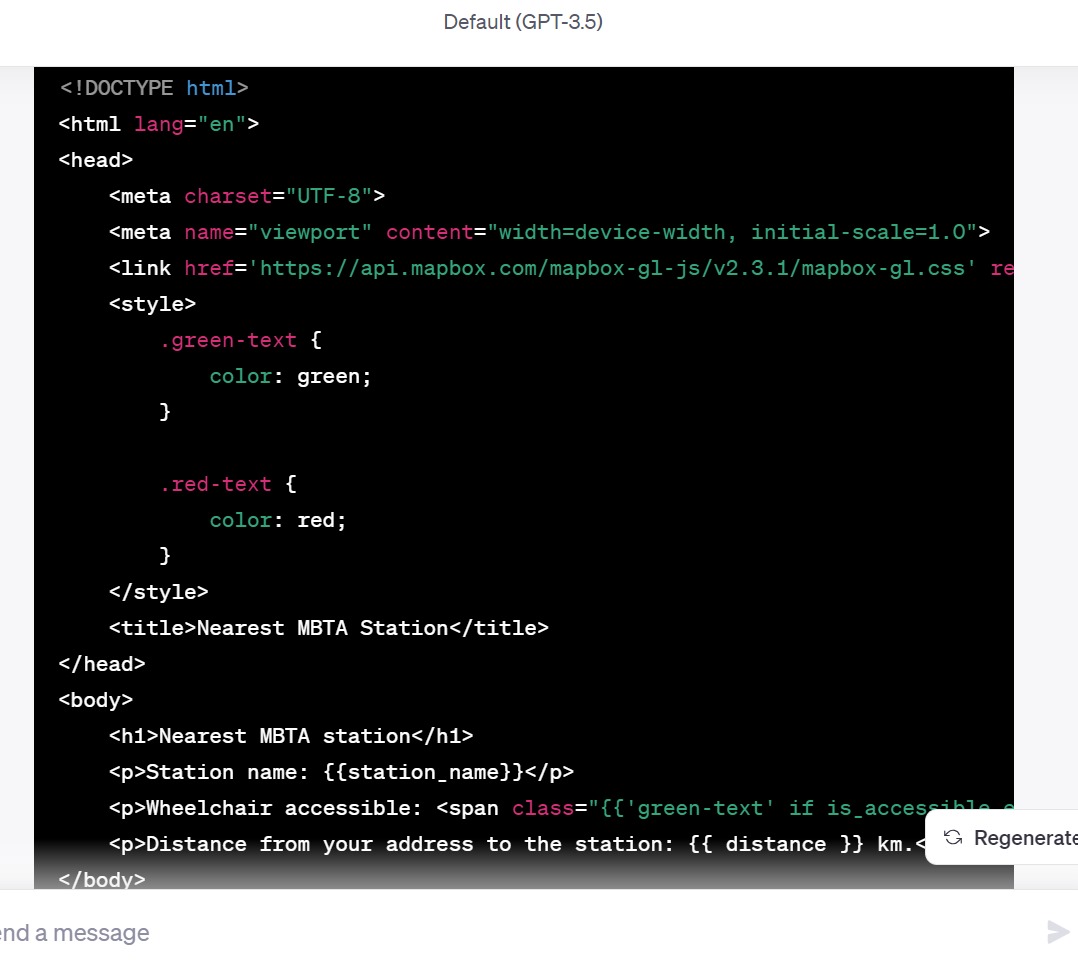 Default (GPT-3.5)
<!DOCTYPE html>
<html lang="en">
<head>
    <meta charset="UTF-8">
    <meta name="viewport" content="width=device-width, initial-scale=1.0">
    <link href='https://api.mapbox.com/mapbox-gl-js/v2.3.1/mapbox-gl.css' re
    <style>
        .green-text {
            color: green;
        }

        .red-text {
            color: red;
        }
    </style>
    <title>Nearest MBTA Station</title>
</head>
<body>
    <h1>Nearest MBTA station</h1>
    <p>Station name: {{station_name}}</p>
    <p>Wheelchair accessible: <span class="{{'green-text' if is_accessible e
    <p>Distance from your address to the station: {{ distance }} km.<
Regenerate
</body>
end a message